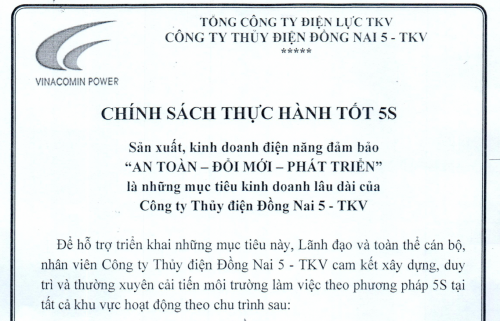 TỔNG CÔNG TY ĐIỆN LỰC TKV
CÔNG TY THỦY ĐIỆN ĐỒNG NAI 5 - TKV
*****
VINACOMIN POWER
CHÍNH SÁCH THỰC HÀNH TỐT 5S
Sản xuất, kinh doanh điện năng đảm bảo
“AN TOÀN – ĐỔI MỚI – PHÁT TRIỂN”
là những mục tiêu kinh doanh lâu dài của
Công ty Thủy điện Đồng Nai 5 - TKV
Để hỗ trợ triển khai những mục tiêu này, Lãnh đạo và toàn thể cán bộ,
nhân viên Công ty Thủy điện Đồng Nai 5 - TKV cam kết xây dựng, duy
trì và thường xuyên cải tiến môi trường làm việc theo phương pháp 5S tại
tất cả khu vực hoạt động theo chu trình sau: